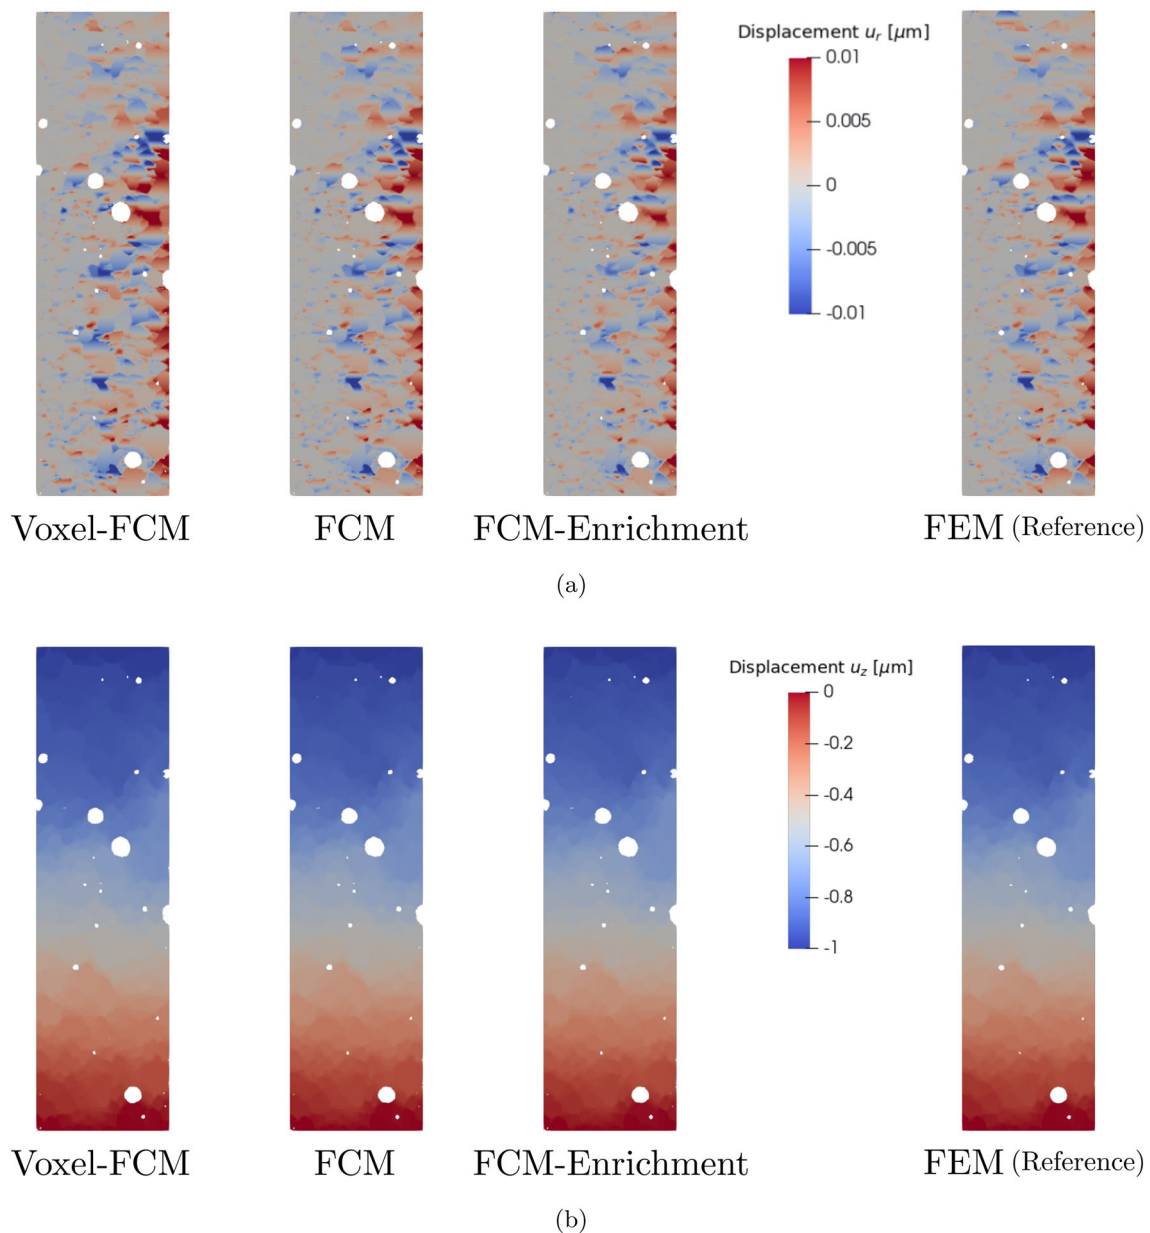 Displacement u_r [μm]
0.01
0.005
0
-0.005
-0.01
Voxel-FCM
FCM
FCM-Enrichment
FEM (Reference)
(a)
Displacement u_z [μm]
0
-0.2
-0.4
-0.6
-0.8
-1
Voxel-FCM
FCM
FCM-Enrichment
FEM (Reference)
(b)